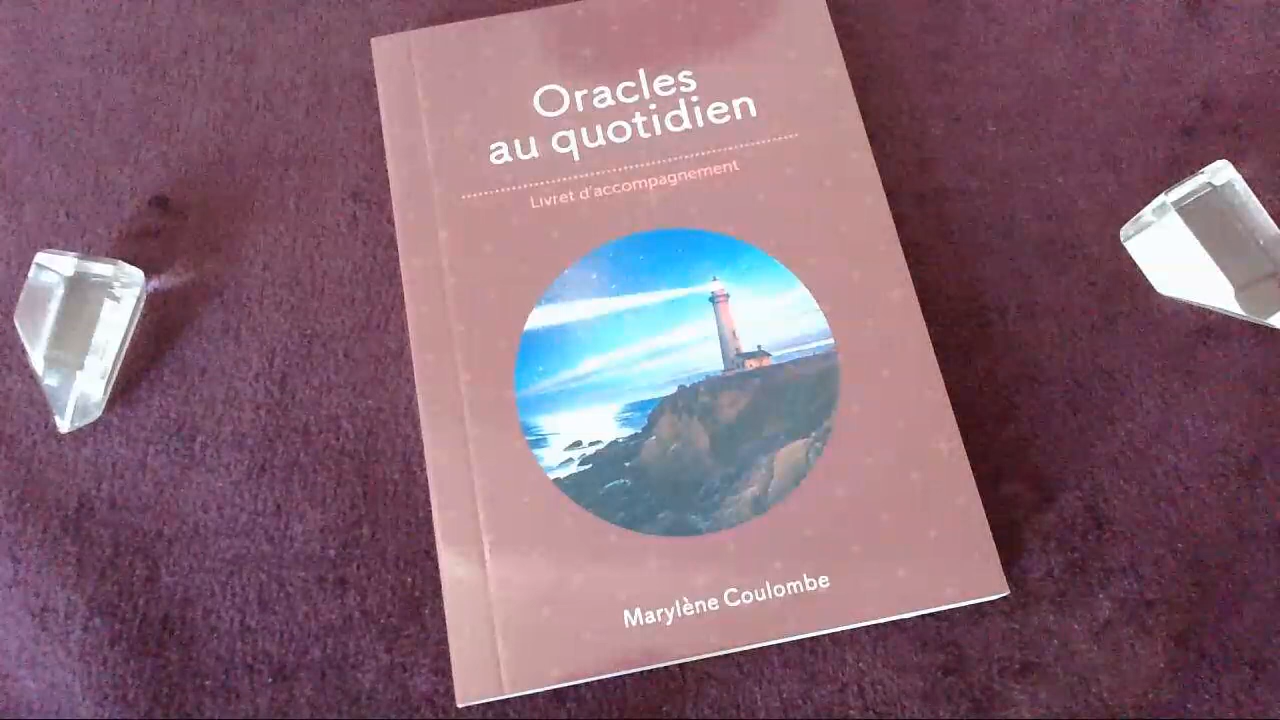 Oracles
au quotidien
Livret d'accompagnement
Marylène Coulombe